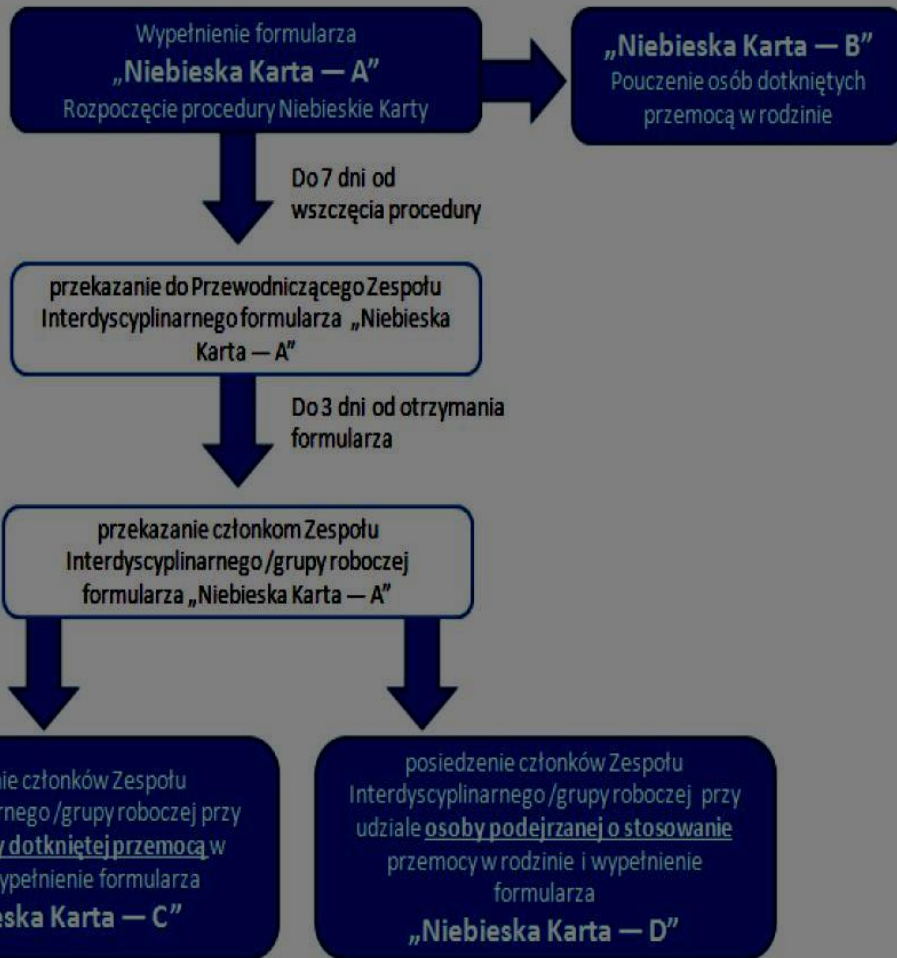 Wypełnienie formularza
„Niebieska Karta — A”
Rozpoczęcie procedury Niebieskie Karty
„Niebieska Karta — B”
Pouczenie osób dotkniętych
przemocą w rodzinie
Do 7 dni od
wszczęcia procedury
przekazanie do Przewodniczącego Zespołu
Interdyscyplinarnego formularza „Niebieska
Karta — A”
Do 3 dni od otrzymania
formularza
przekazanie członkom Zespołu
Interdyscyplinarnego /grupy roboczej
formularza „Niebieska Karta — A”
członków Zespołu
/grupy roboczej przy
dotkniętej przemocą w
formularza
Karta — C”
posiedzenie członków Zespołu
Interdyscyplinarnego /grupy roboczej przy
udziale osoby podejrzanej o stosowanie
przemocy w rodzinie i wypełnienie
formularza
„Niebieska Karta — D”